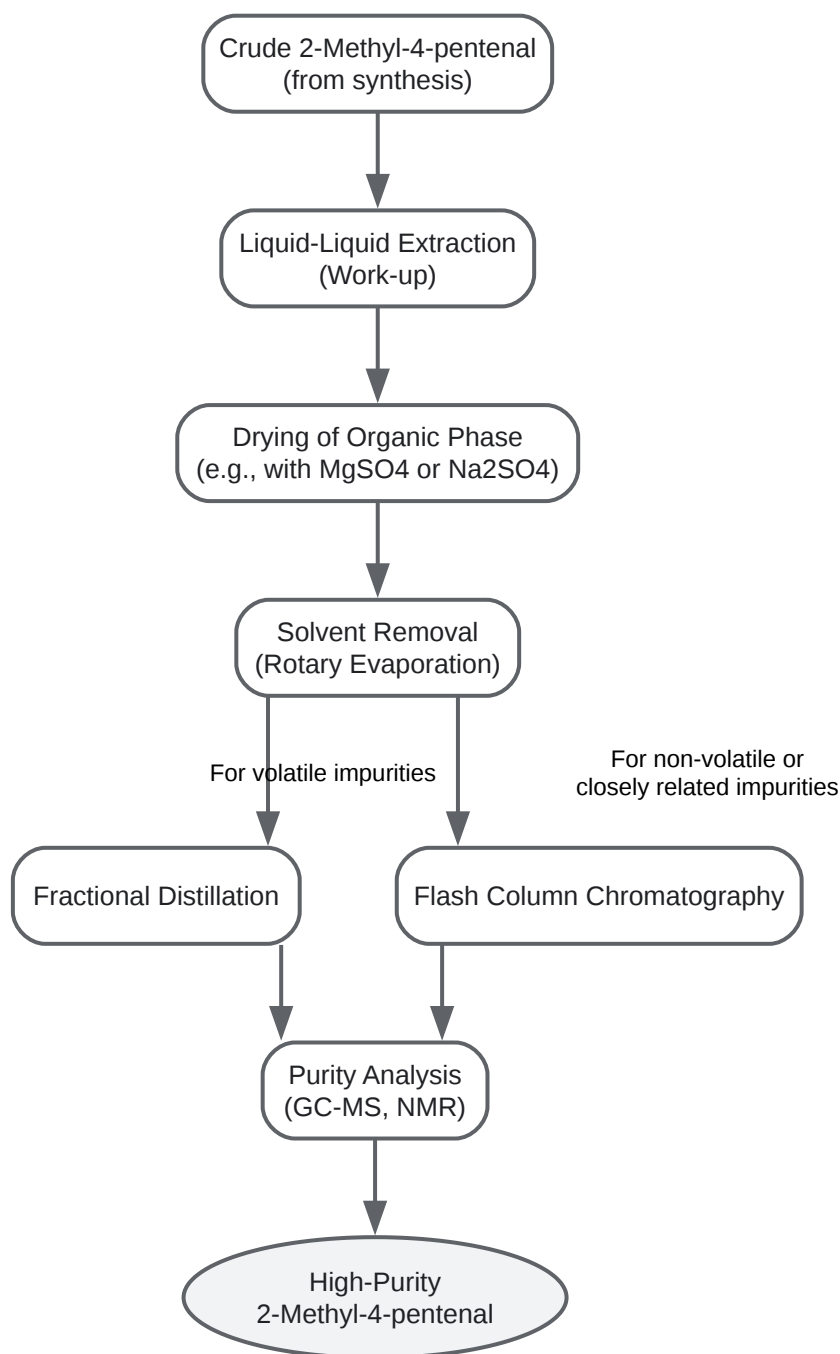 Crude 2-Methyl-4-pentenal
(from synthesis)
Liquid-Liquid Extraction
(Work-up)
Drying of Organic Phase
(e.g., with MgSO4 or Na2SO4)
Solvent Removal
(Rotary Evaporation)
For volatile impurities
For non-volatile or
closely related impurities
Fractional Distillation
Flash Column Chromatography
Purity Analysis
(GC-MS, NMR)
High-Purity
2-Methyl-4-pentenal